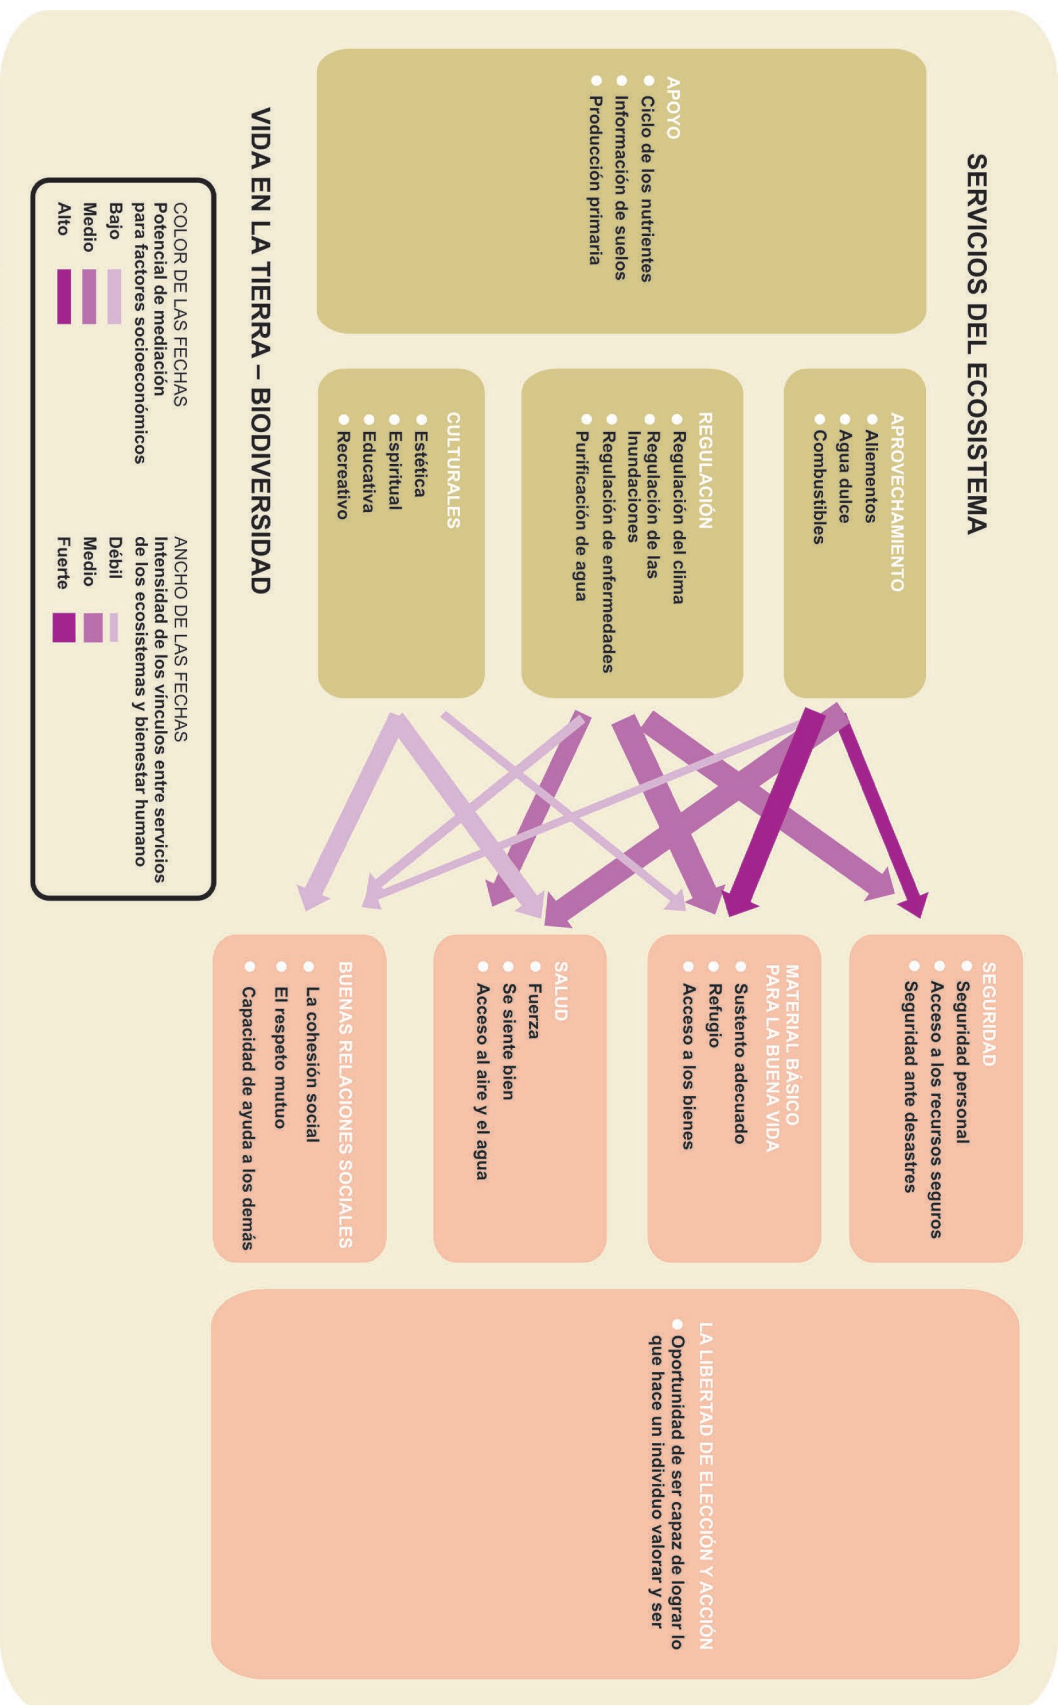 SERVICIOS DEL ECOSISTEMA
APOYO
Ciclo de los nutrientes
Información de suelos
Producción primaria
APROVECHAMIENTO
Aliementos
Agua dulce
Combustibles
REGULACIÓN
Regulación del clima
Regulación de las
Inundaciones
Regulación de enfermedades
Purificación de agua
CULTURALES
Estética
Espiritual
Educativa
Recreativo
SEGURIDAD
Seguridad personal
Acceso a los recursos seguros
Seguridad ante desastres
MATERIAL BÁSICO
PARA LA BUENA VIDA
Sustento adecuado
Refugio
Acceso a los bienes
SALUD
Fuerza
Se siente bien
Acceso al aire y el agua
BUENAS RELACIONES SOCIALES
La cohesión social
El respeto mutuo
Capacidad de ayuda a los demás
LA LIBERTAD DE ELECCIÓN Y ACCIÓN
Oportunidad de ser capaz de lograr lo
que hace un individuo valorar y ser
VIDA EN LA TIERRA – BIODIVERSIDAD
COLOR DE LAS FECHAS
Potencial de mediación
para factores socioeconómicos
Bajo
Medio
Alto
ANCHO DE LAS FECHAS
Intensidad de los vínculos entre servicios
de los ecosistemas y bienestar humano
Débil
Medio
Fuerte